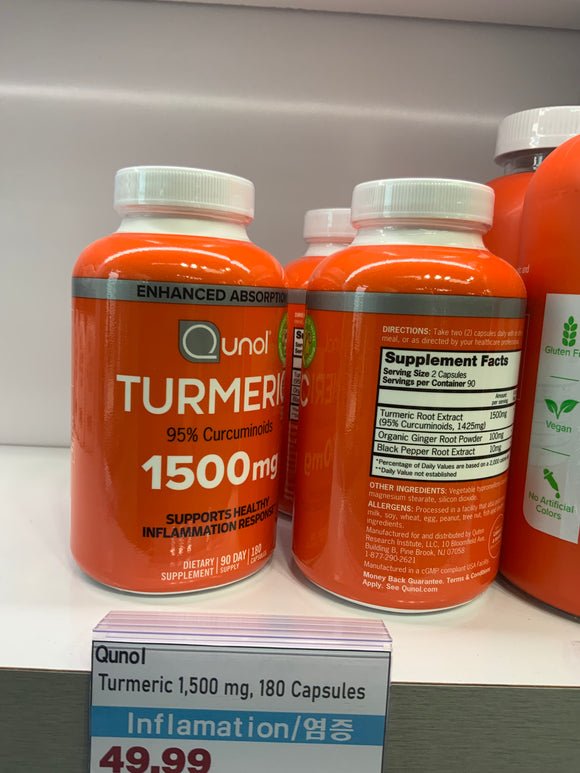 ENHANCED ABSORPTION
Qunol
TURMERIC
95% Curcuminoids
1500mg
SUPPORTS HEALTHY
INFLAMMATION RESPONSE
DIETARY SUPPLEMENT
90 DAY SUPPLY
180 CAPSULES
DIRECTIONS: Take two (2) capsules daily with
meal, or as directed by your healthcare
Supplement Facts
Serving Size 2 Capsules
Servings per Container 90
Amount
per serving
Turmeric Root Extract 1500mg
(95% Curcuminoids, 1425mg)
Organic Ginger Root Powder 100mg
Black Pepper Root Extract 10mg
*Percentage of Daily Values are based on a 2,000
**Daily Value not established
OTHER INGREDIENTS: Vegetable
magnesium stearate, silicon dioxide.
ALLERGENS: Processed in a facility that also
milk, soy, wheat, egg, peanut, tree nut, fish and
ingredients.
Manufactured for and distributed by Quten
Research Institute, LLC, 10 Bloomfield Ave,
Building B, Pine Brook, NJ 07058
1-877-290-2621
Manufactured in a cGMP compliant USA Facility.
Money Back Guarantee. Terms & Conditions
Apply. See Qunol.com
Gluten
Vegan
No Artificial
Colors
Qunol
Turmeric 1,500 mg, 180 Capsules
Inflamation/염증
49.99